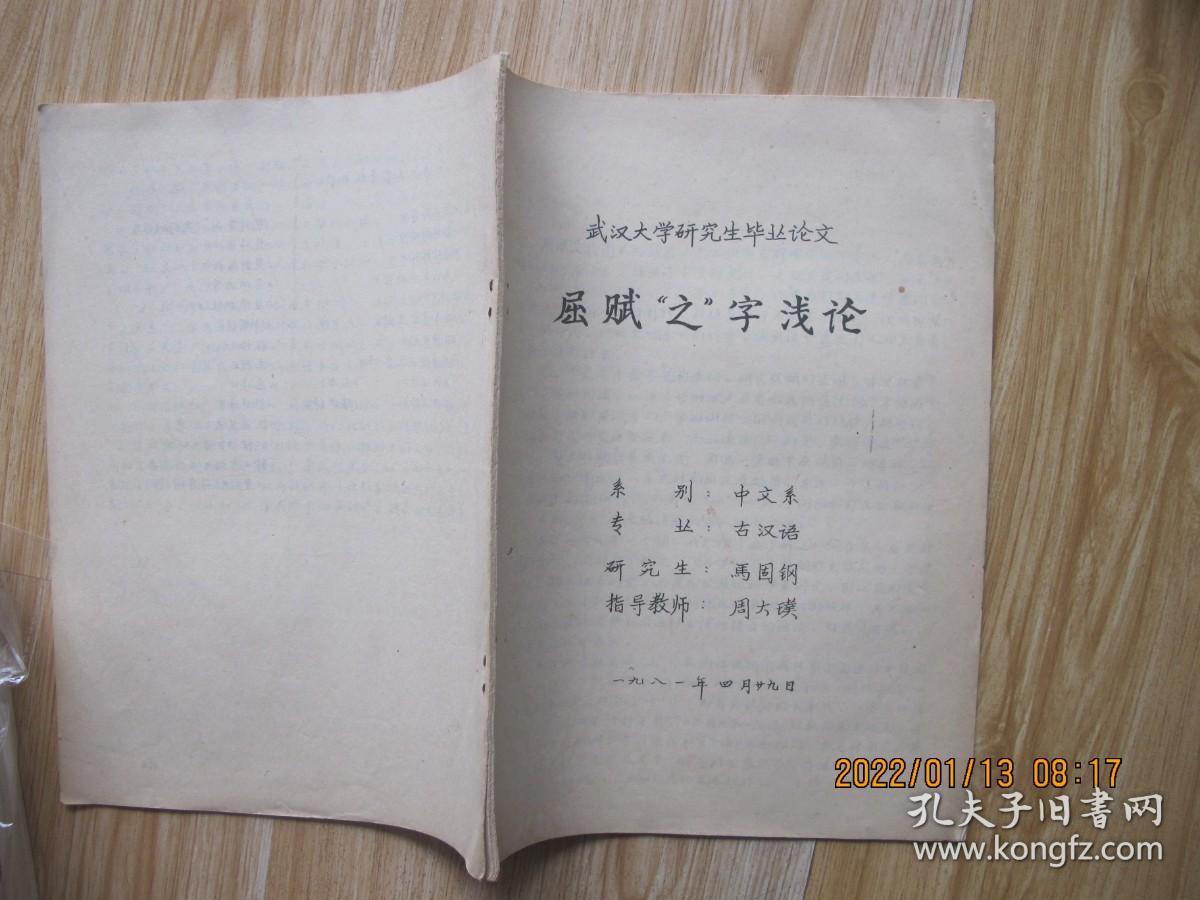 武汉大学研究生毕业论文
屈赋“之”字浅论
系 别：中文系
专 业：古汉语
研究生：馬固钢
指导教师：周大璞
一九八一年四月廿九日
2022/01/13 08:17
孔夫子旧書网
www.kongfz.com